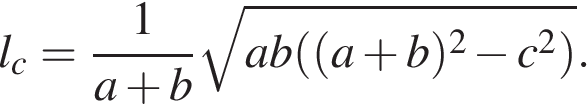 l_c = \frac{1}{a+b}\sqrt{ab((a+b)^2-c^2)}.